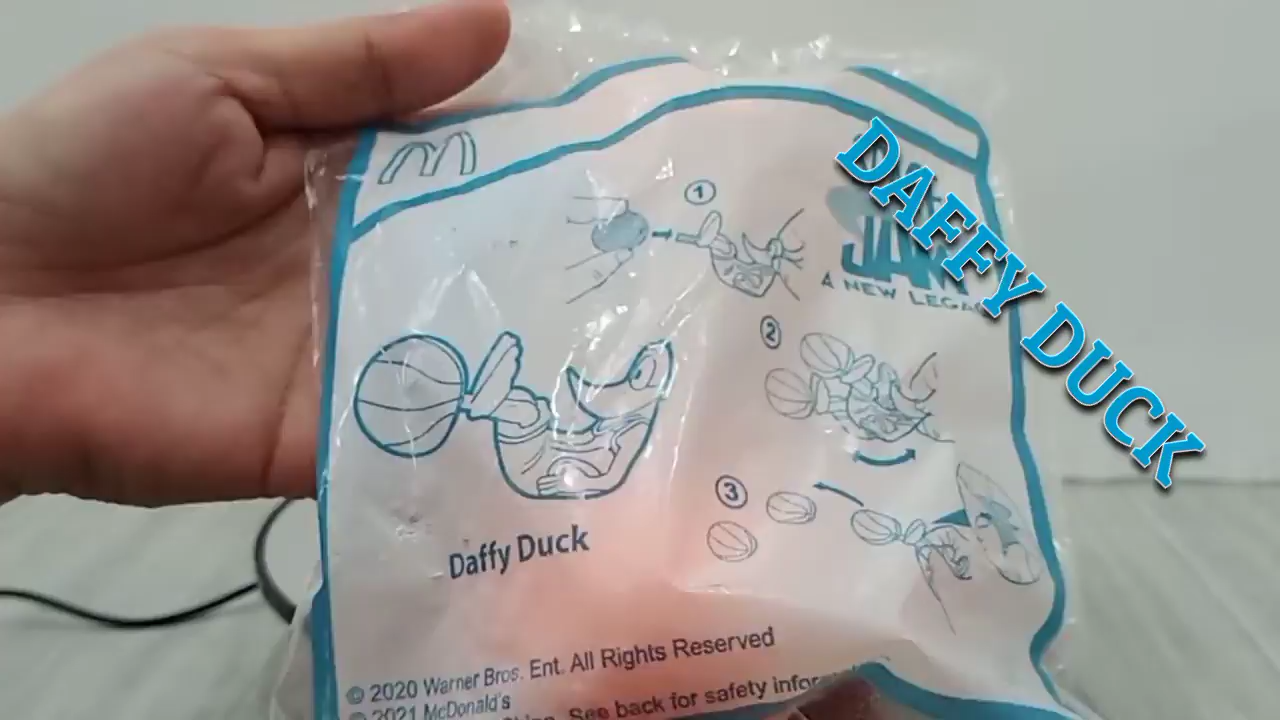 DAFFY DUCK
1
JAM
A NEW LEGA
2
3
Daffy Duck
© 2020 Warner Bros. Ent. All Rights Reserved
© 2021 McDonald's
See back for safety infor